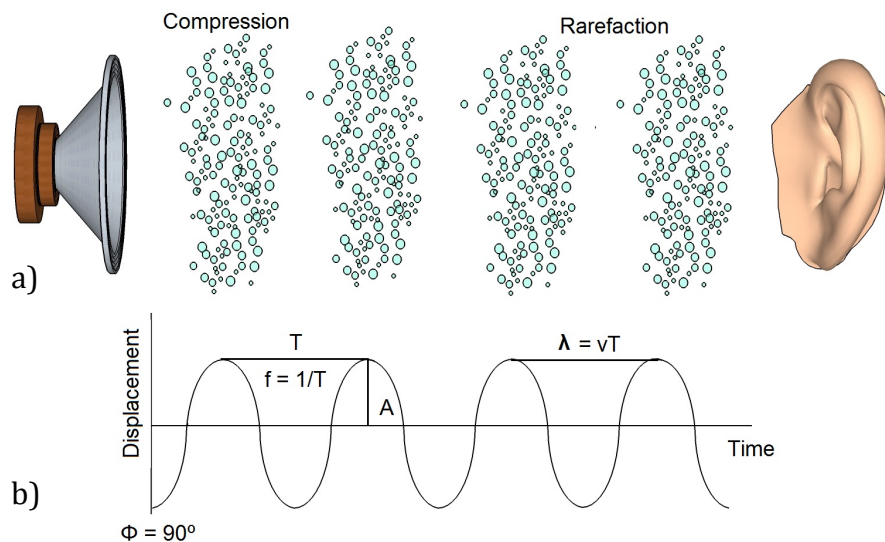 Compression
Rarefaction
a)
Displacement
T
f = 1/T
A
λ = vT
Time
b)
Φ = 90º